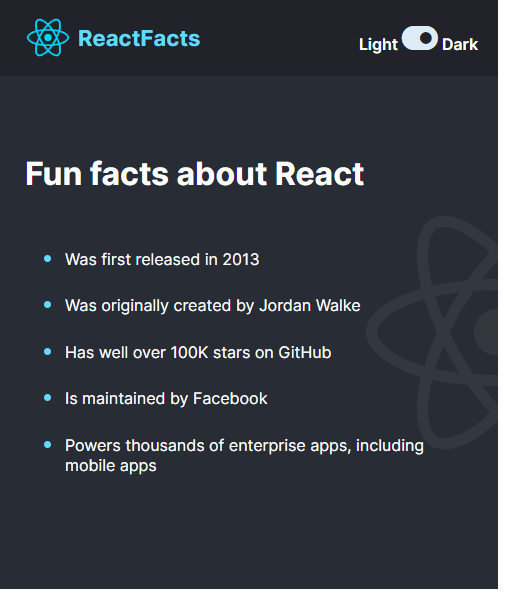 ReactFacts
Light Dark
Fun facts about React
Was first released in 2013
Was originally created by Jordan Walke
Has well over 100K stars on GitHub
Is maintained by Facebook
Powers thousands of enterprise apps, including
mobile apps